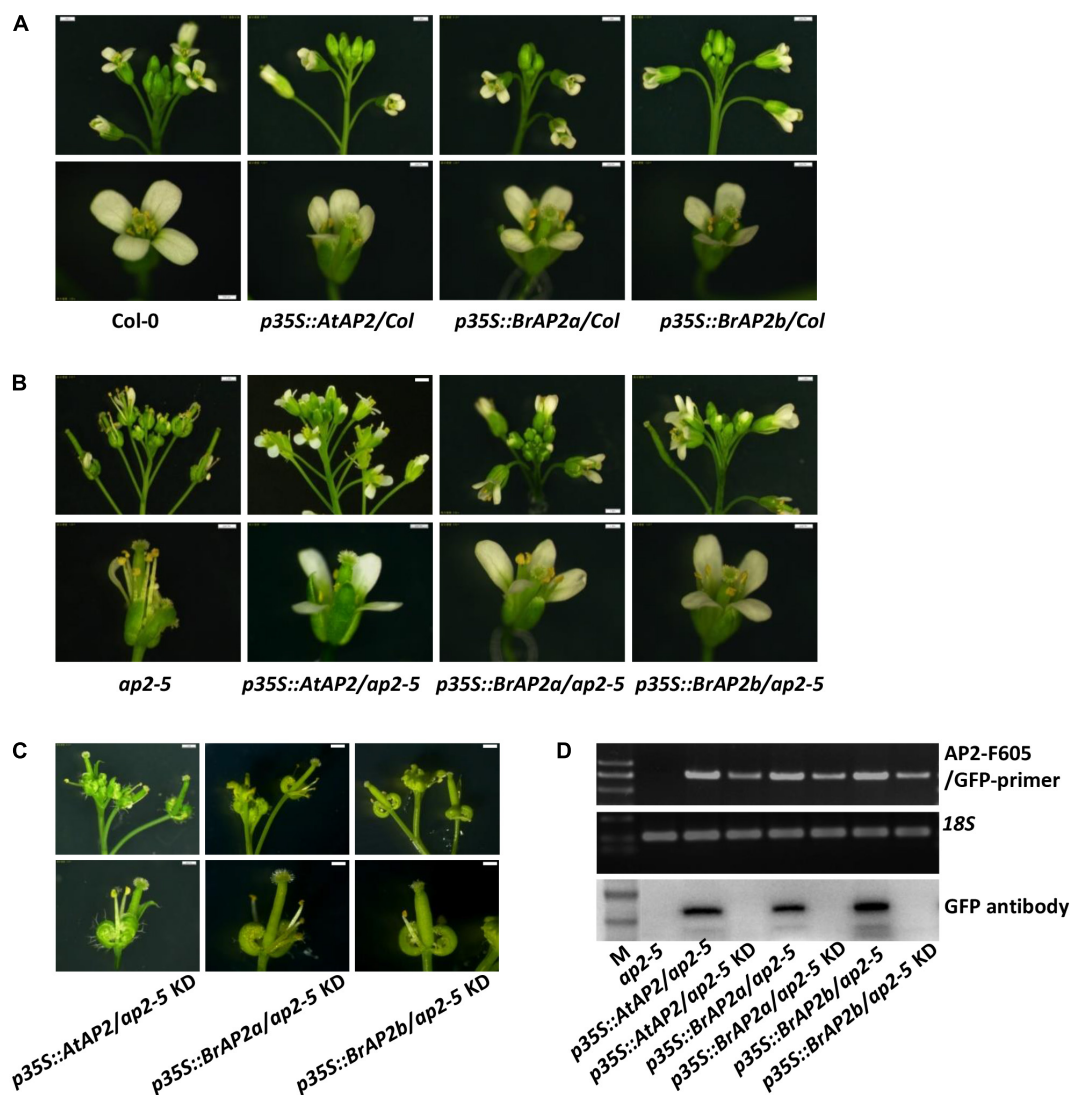 A
Col-0
p35S::AtAP2/Col
p35S::BrAP2a/Col
p35S::BrAP2b/Col
B
ap2-5
p35S::AtAP2/ap2-5
p35S::BrAP2a/ap2-5
p35S::BrAP2b/ap2-5
C
p35S::AtAP2/ap2-5 KD
p35S::BrAP2a/ap2-5 KD
p35S::BrAP2b/ap2-5 KD
D
AP2-F605
/GFP-primer
18S
GFP antibody
M
ap2-5
p35S::AtAP2/ap2-5
p35S::AtAP2/ap2-5 KD
p35S::BrAP2a/ap2-5
p35S::BrAP2a/ap2-5 KD
p35S::BrAP2b/ap2-5
p35S::BrAP2b/ap2-5 KD